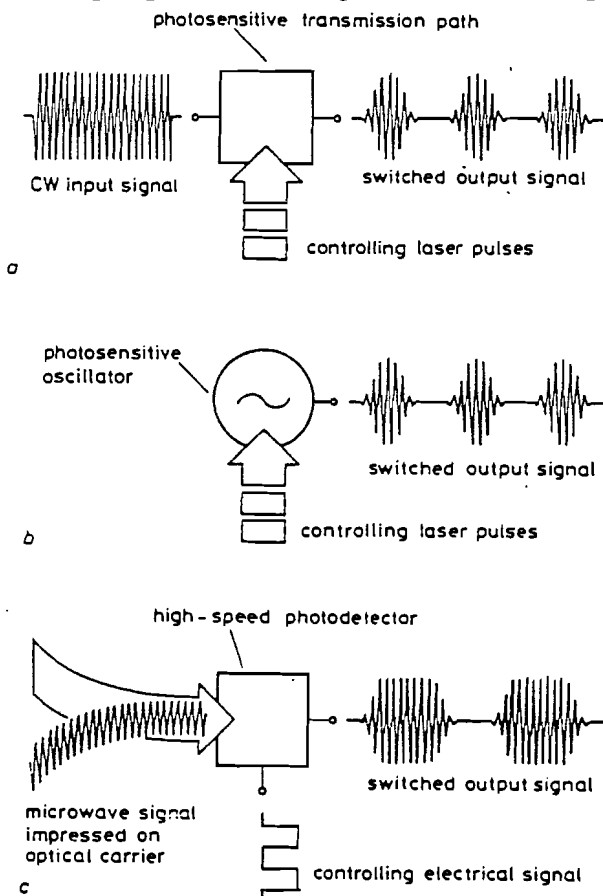 photosensitive transmission path
CW input signal
switched output signal
controlling laser pulses
a
photosensitive
oscillator
switched output signal
controlling laser pulses
b
high-speed photodetector
switched output signal
microwave signal
impressed on
optical carrier
controlling electrical signal
c